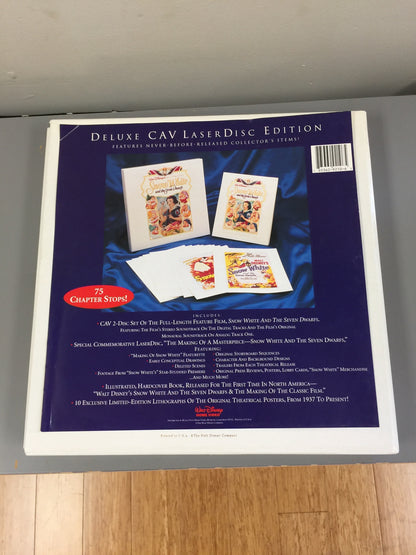 DELUXE CAV LASERDISC EDITION
FEATURES NEVER-BEFORE-RELEASED COLLECTOR'S ITEMS!
Snow White
Snow White
75
CHAPTER STOPS!
INCLUDES:
· CAV 2-DISC SET OF THE FULL-LENGTH FEATURE FILM, SNOW WHITE AND THE SEVEN DWARFS,
FEATURING THE FILM'S STEREO SOUNDTRACK ON THE DIGITAL TRACKS AND THE FILM'S ORIGINAL
MONAURAL SOUNDTRACK ON ANALOG TRACK ONE.
· SPECIAL COMMEMORATIVE LASERDISC, "THE MAKING OF A MASTERPIECE—SNOW WHITE AND THE SEVEN DWARFS,"
FEATURING:
· "MAKING OF SNOW WHITE" FEATURETTE · ORIGINAL STORYBOARD SEQUENCES
· EARLY CONCEPTUAL DRAWINGS · CHARACTER AND BACKGROUND DESIGNS
· DELETED SCENES · TRAILERS FROM EACH THEATRICAL RELEASE
· FOOTAGE FROM "SNOW WHITE'S" STAR-STUDDED PREMIERE · ORIGINAL PRESS REVIEWS, POSTERS, LOBBY CARDS, "SNOW WHITE" MERCHANDISE
...AND MUCH MORE!
· ILLUSTRATED, HARDCOVER BOOK, RELEASED FOR THE FIRST TIME IN NORTH AMERICA—
"WALT DISNEY'S SNOW WHITE AND THE SEVEN DWARFS & THE MAKING OF THE CLASSIC FILM."
· 10 EXCLUSIVE LIMITED-EDITION LITHOGRAPHS OF THE ORIGINAL THEATRICAL POSTERS, FROM 1937 TO PRESENT!
Walt Disney
HOME VIDEO
Printed in U.S.A. © The Walt Disney Company